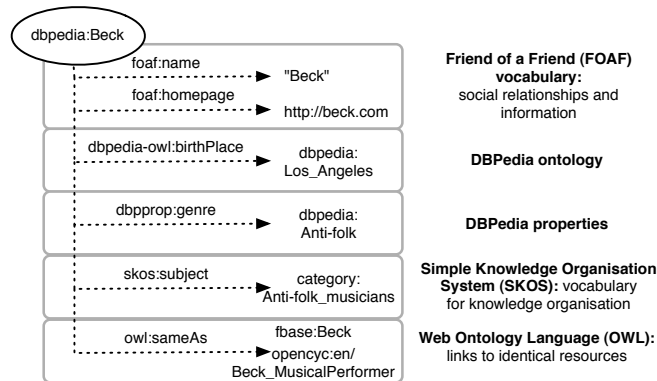 dbpedia:Beck
foaf:name
"Beck"
foaf:homepage
http://beck.com
Friend of a Friend (FOAF)
vocabulary:
social relationships and
information
dbpedia-owl:birthPlace
dbpedia:
Los_Angeles
DBPedia ontology
dbpprop:genre
dbpedia:
Anti-folk
DBPedia properties
skos:subject
category:
Anti-folk_musicians
Simple Knowledge Organisation
System (SKOS): vocabulary
for knowledge organisation
owl:sameAs
fbase:Beck
opencyc:en/
Beck_MusicalPerformer
Web Ontology Language (OWL):
links to identical resources